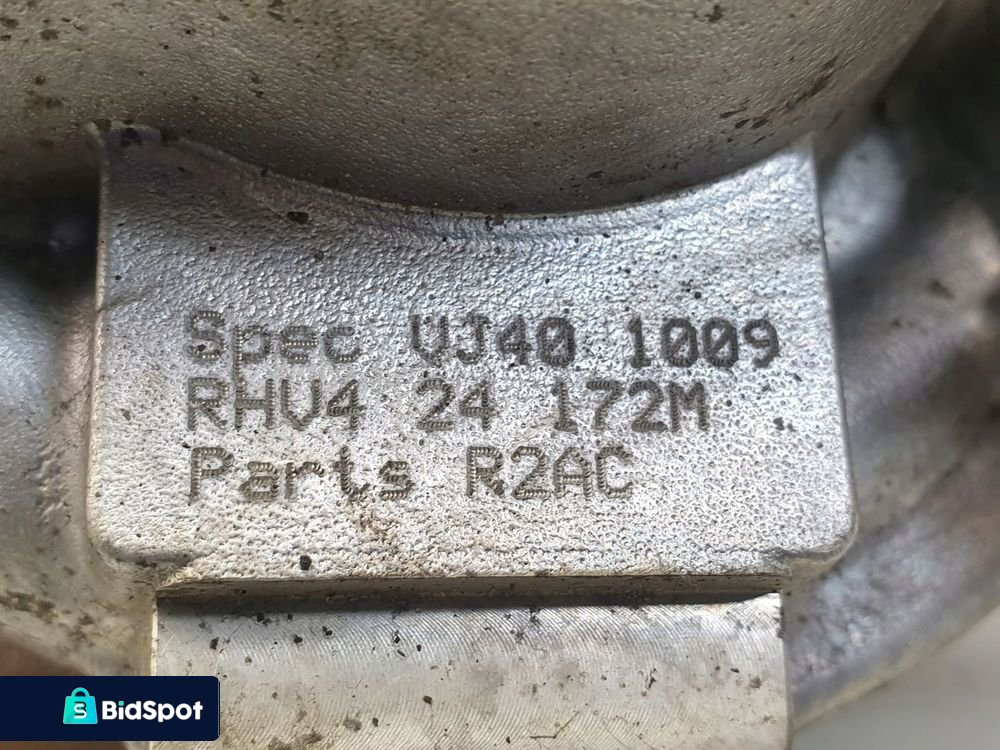 Spec VJ40 1009
RHV4 24 172M
Parts R2AC
BidSpot